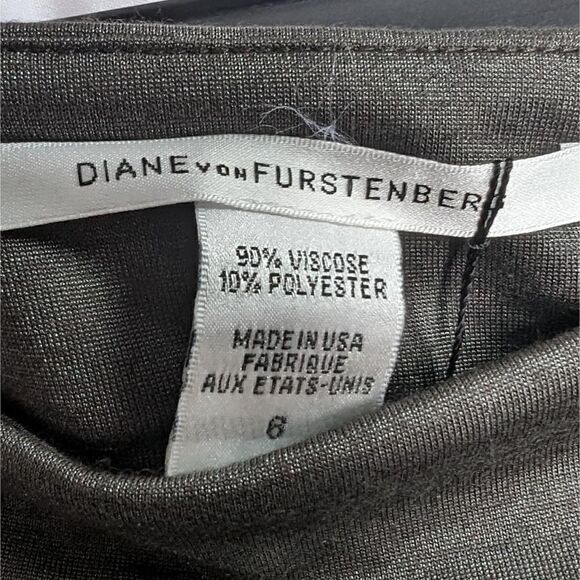 DIANE VON FURSTENBERG
90% VISCOSE
10% POLYESTER
MADE IN USA
FABRIQUE
AUX ETATS-UNIS
6